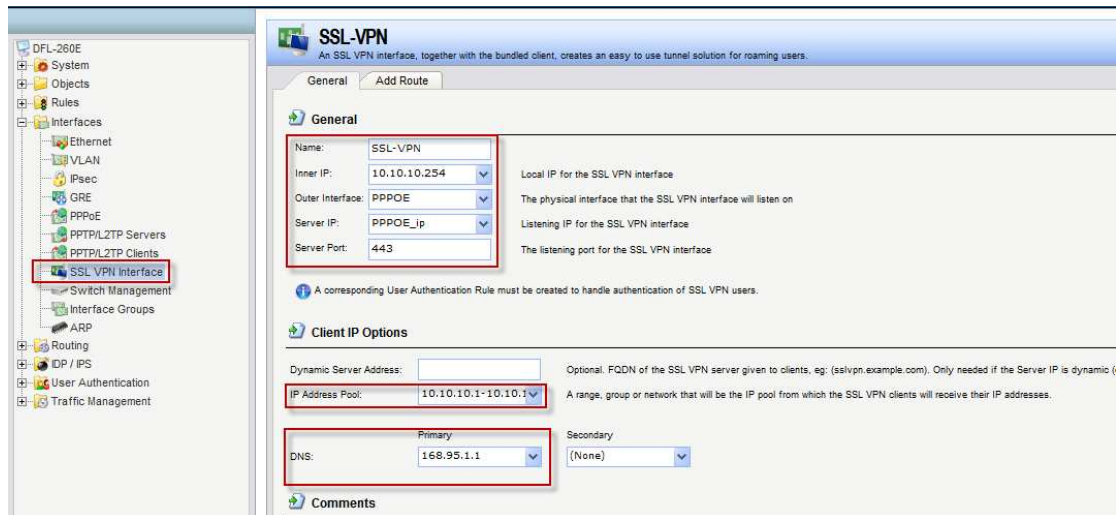 DFL-260E
System
Objects
Rules
Interfaces
Ethernet
VLAN
IPsec
GRE
PPPoE
PPTP/L2TP Servers
PPTP/L2TP Clients
SSL VPN Interface
Switch Management
Interface Groups
ARP
Routing
IDP / IPS
User Authentication
Traffic Management
SSL-VPN
An SSL VPN interface, together with the bundled client, creates an easy to use tunnel solution for roaming users.
General Add Route
General
Name: SSL-VPN
Inner IP: 10.10.10.254 Local IP for the SSL VPN interface
Outer Interface: PPPOE The physical interface that the SSL VPN interface will listen on
Server IP: PPPOE_ip Listening IP for the SSL VPN interface
Server Port: 443 The listening port for the SSL VPN interface
A corresponding User Authentication Rule must be created to handle authentication of SSL VPN users.
Client IP Options
Dynamic Server Address: Optional. FQDN of the SSL VPN server given to clients, eg: (sslvpn.example.com). Only needed if the Server IP is dynamic (
IP Address Pool: 10.10.10.1-10.10.1 A range, group or network that will be the IP pool from which the SSL VPN clients will receive their IP addresses.
Primary Secondary
DNS: 168.95.1.1 (None)
Comments